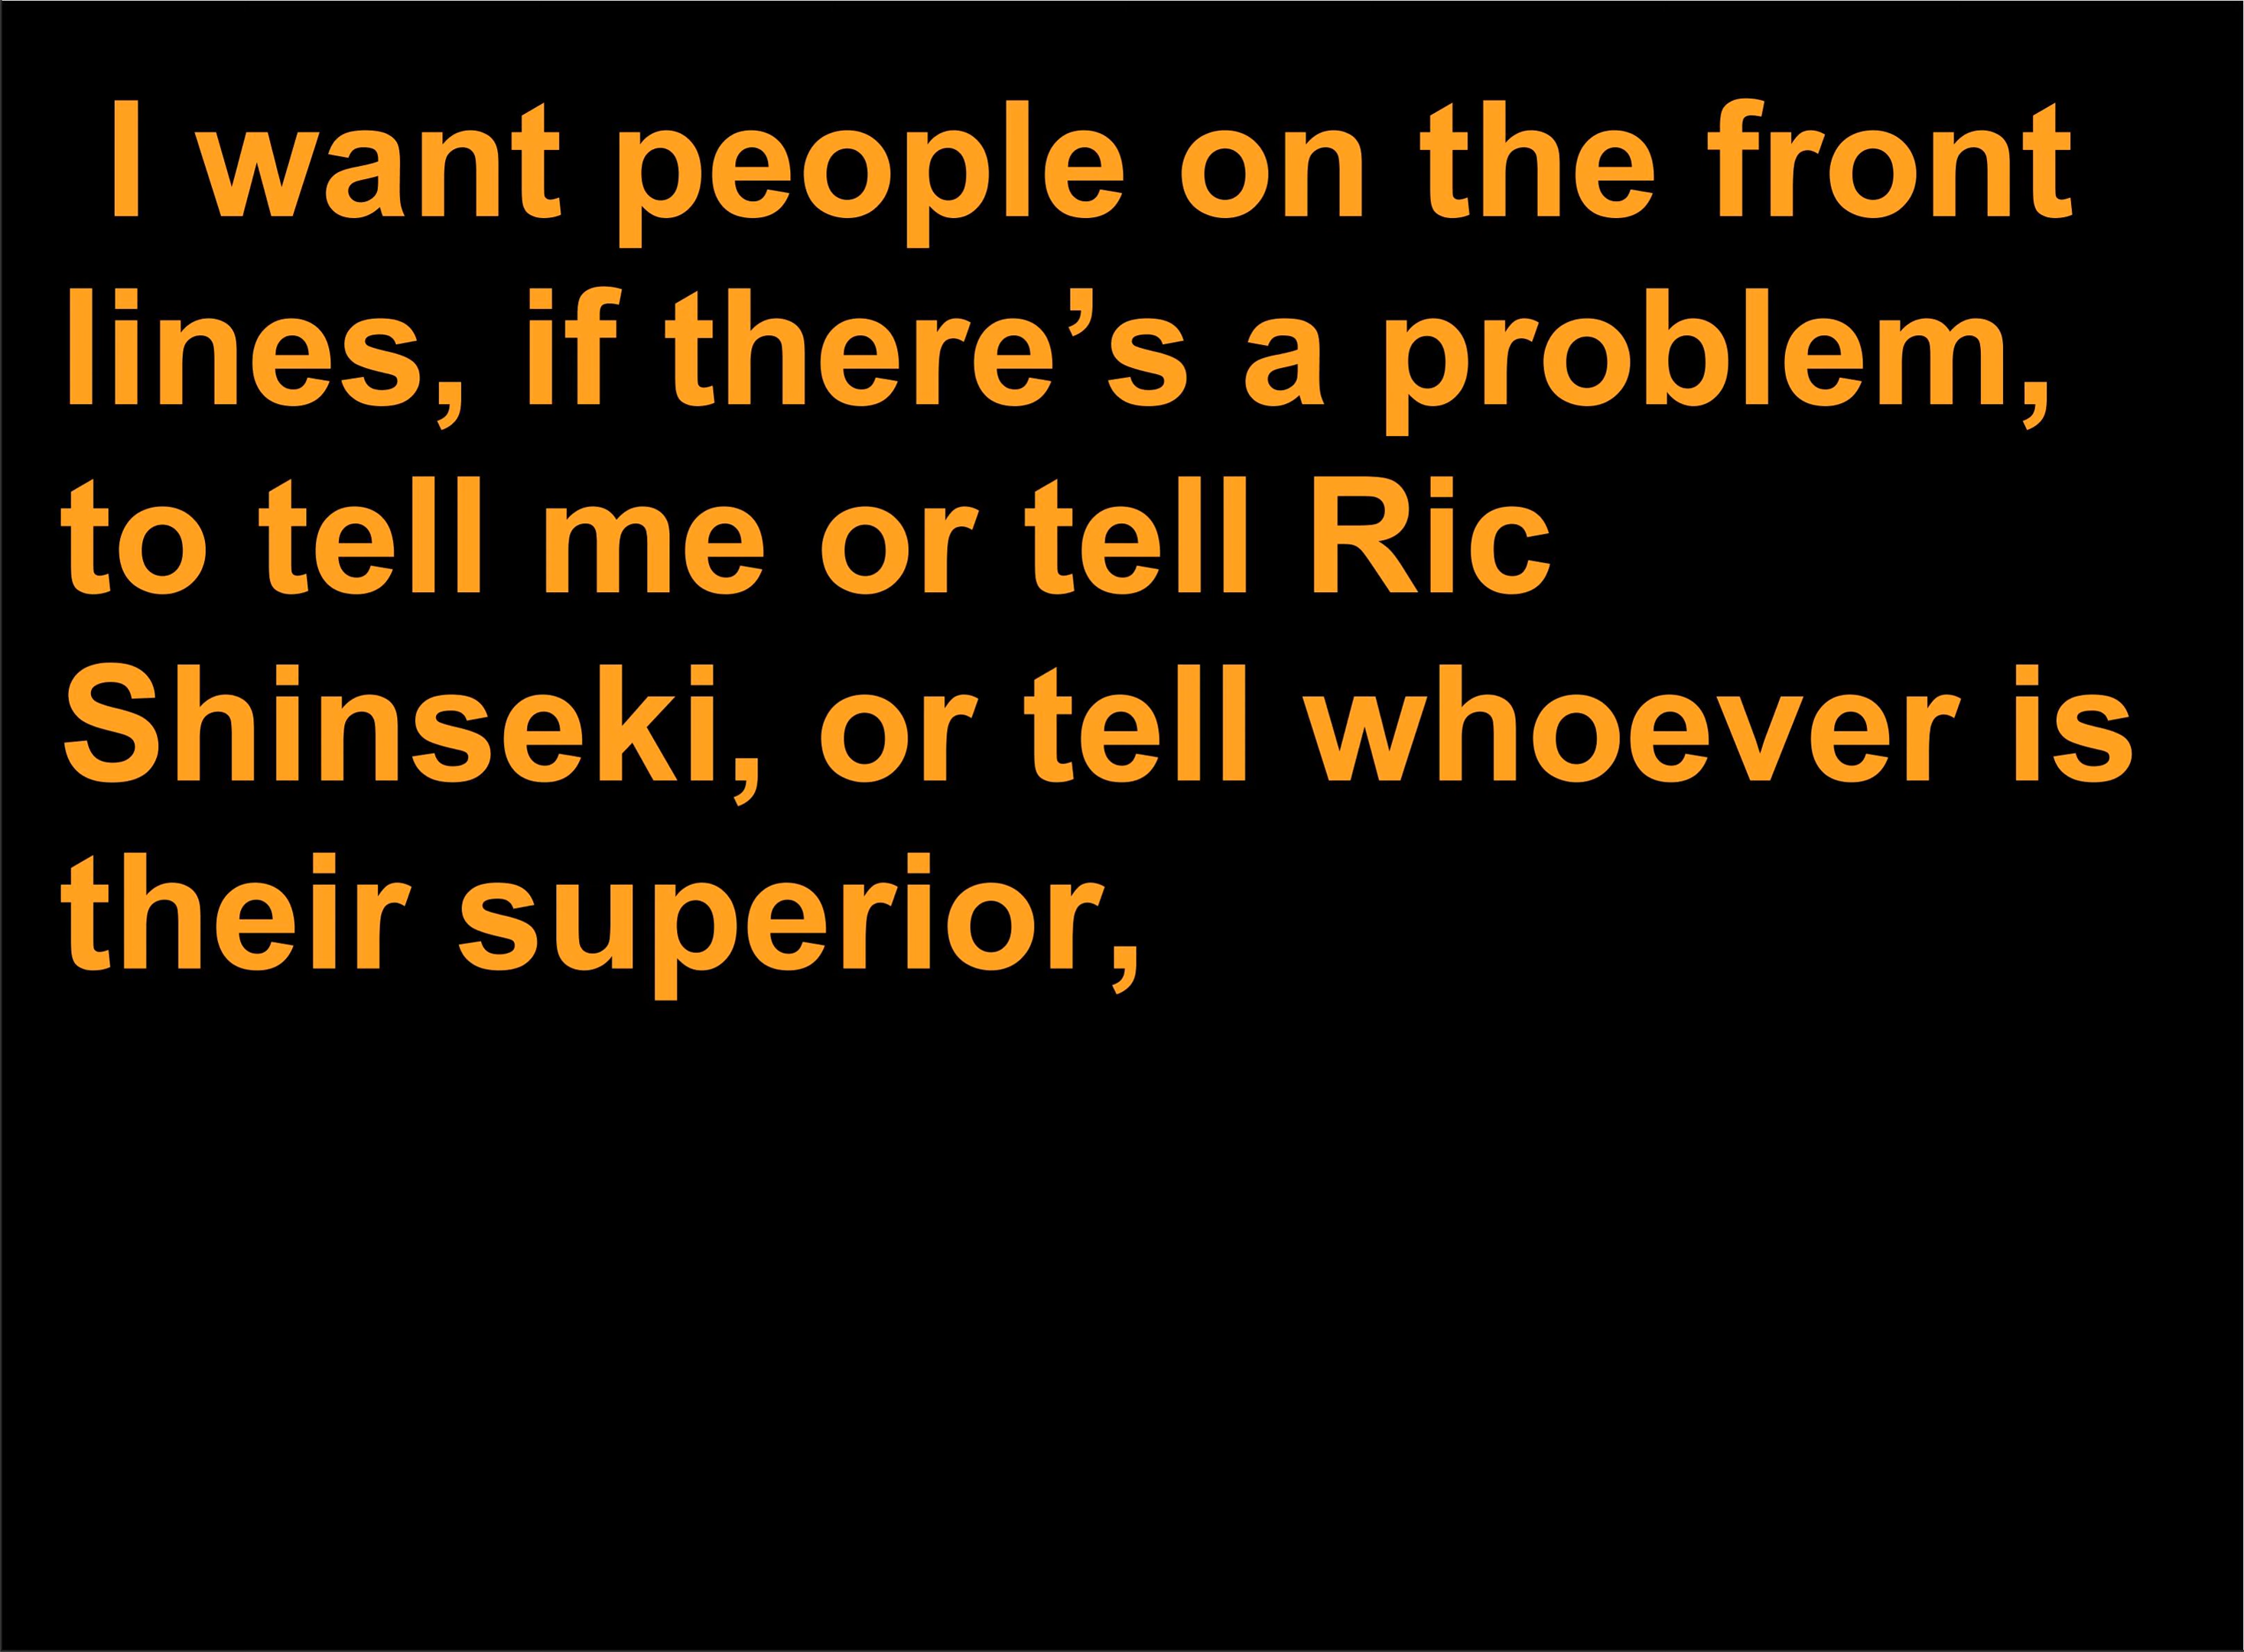 I want people on the front
lines, if there’s a problem,
to tell me or tell Ric
Shinseki, or tell whoever is
their superior,